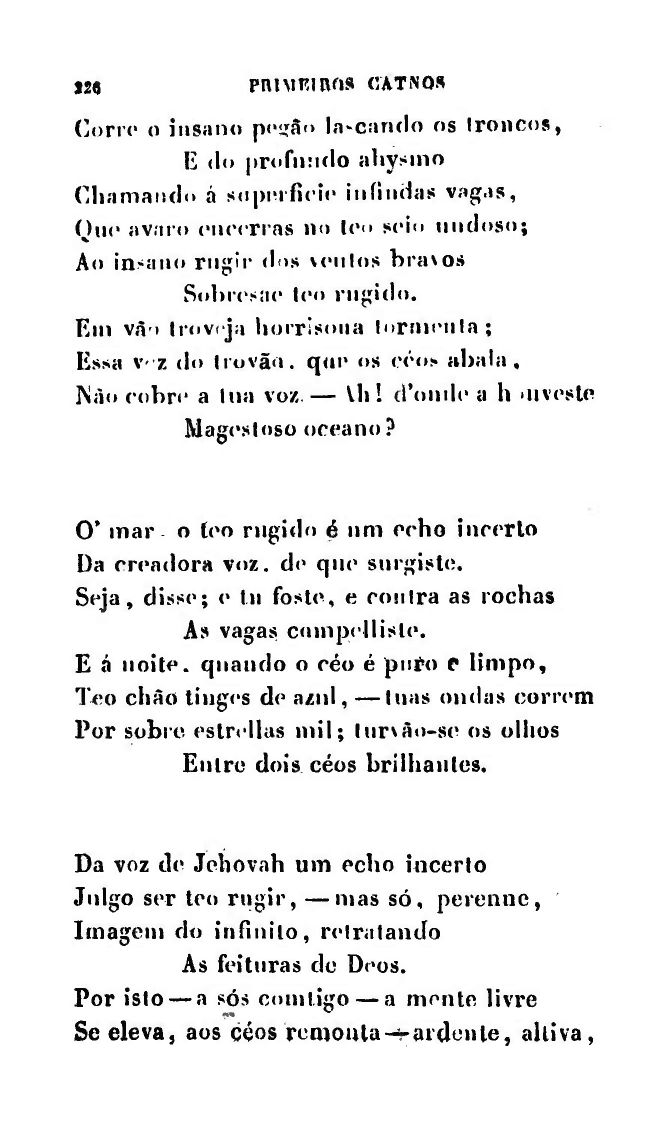 226 PRIMEIROS CATNOS
Corre o insano pegão lascando os troncos,
E do profundo abysmo
Chamando á superficie infindas vagas,
Que avaro encerras no teo seio undoso;
Ao insano rugir dos ventos bravos
Sobresae teo rugido.
Em vão troveja horrisona tormenta;
Essa voz do trovão. que os céos abala,
Não cobre a tua voz. — Ah! d'onde a houveste
Magestoso oceano?
O' mar. o teo rugido é um echo incerto
Da creadora voz. de que surgiste.
Seja, disse; e tu foste, e contra as rochas
As vagas compelliste.
E á noite. quando o céo é puro e limpo,
Teo chão tinges de azul, — tuas ondas correm
Por sobre estrellas mil; turvão-se os olhos
Entre dois céos brilhantes.
Da voz de Jehovah um echo incerto
Julgo ser teo rugir, — mas só, perenne,
Imagem do infinito, retratando
As feituras de Deos.
Por isto — a sós comtigo — a mente livre
Se eleva, aos céos remonta — ardente, altiva,